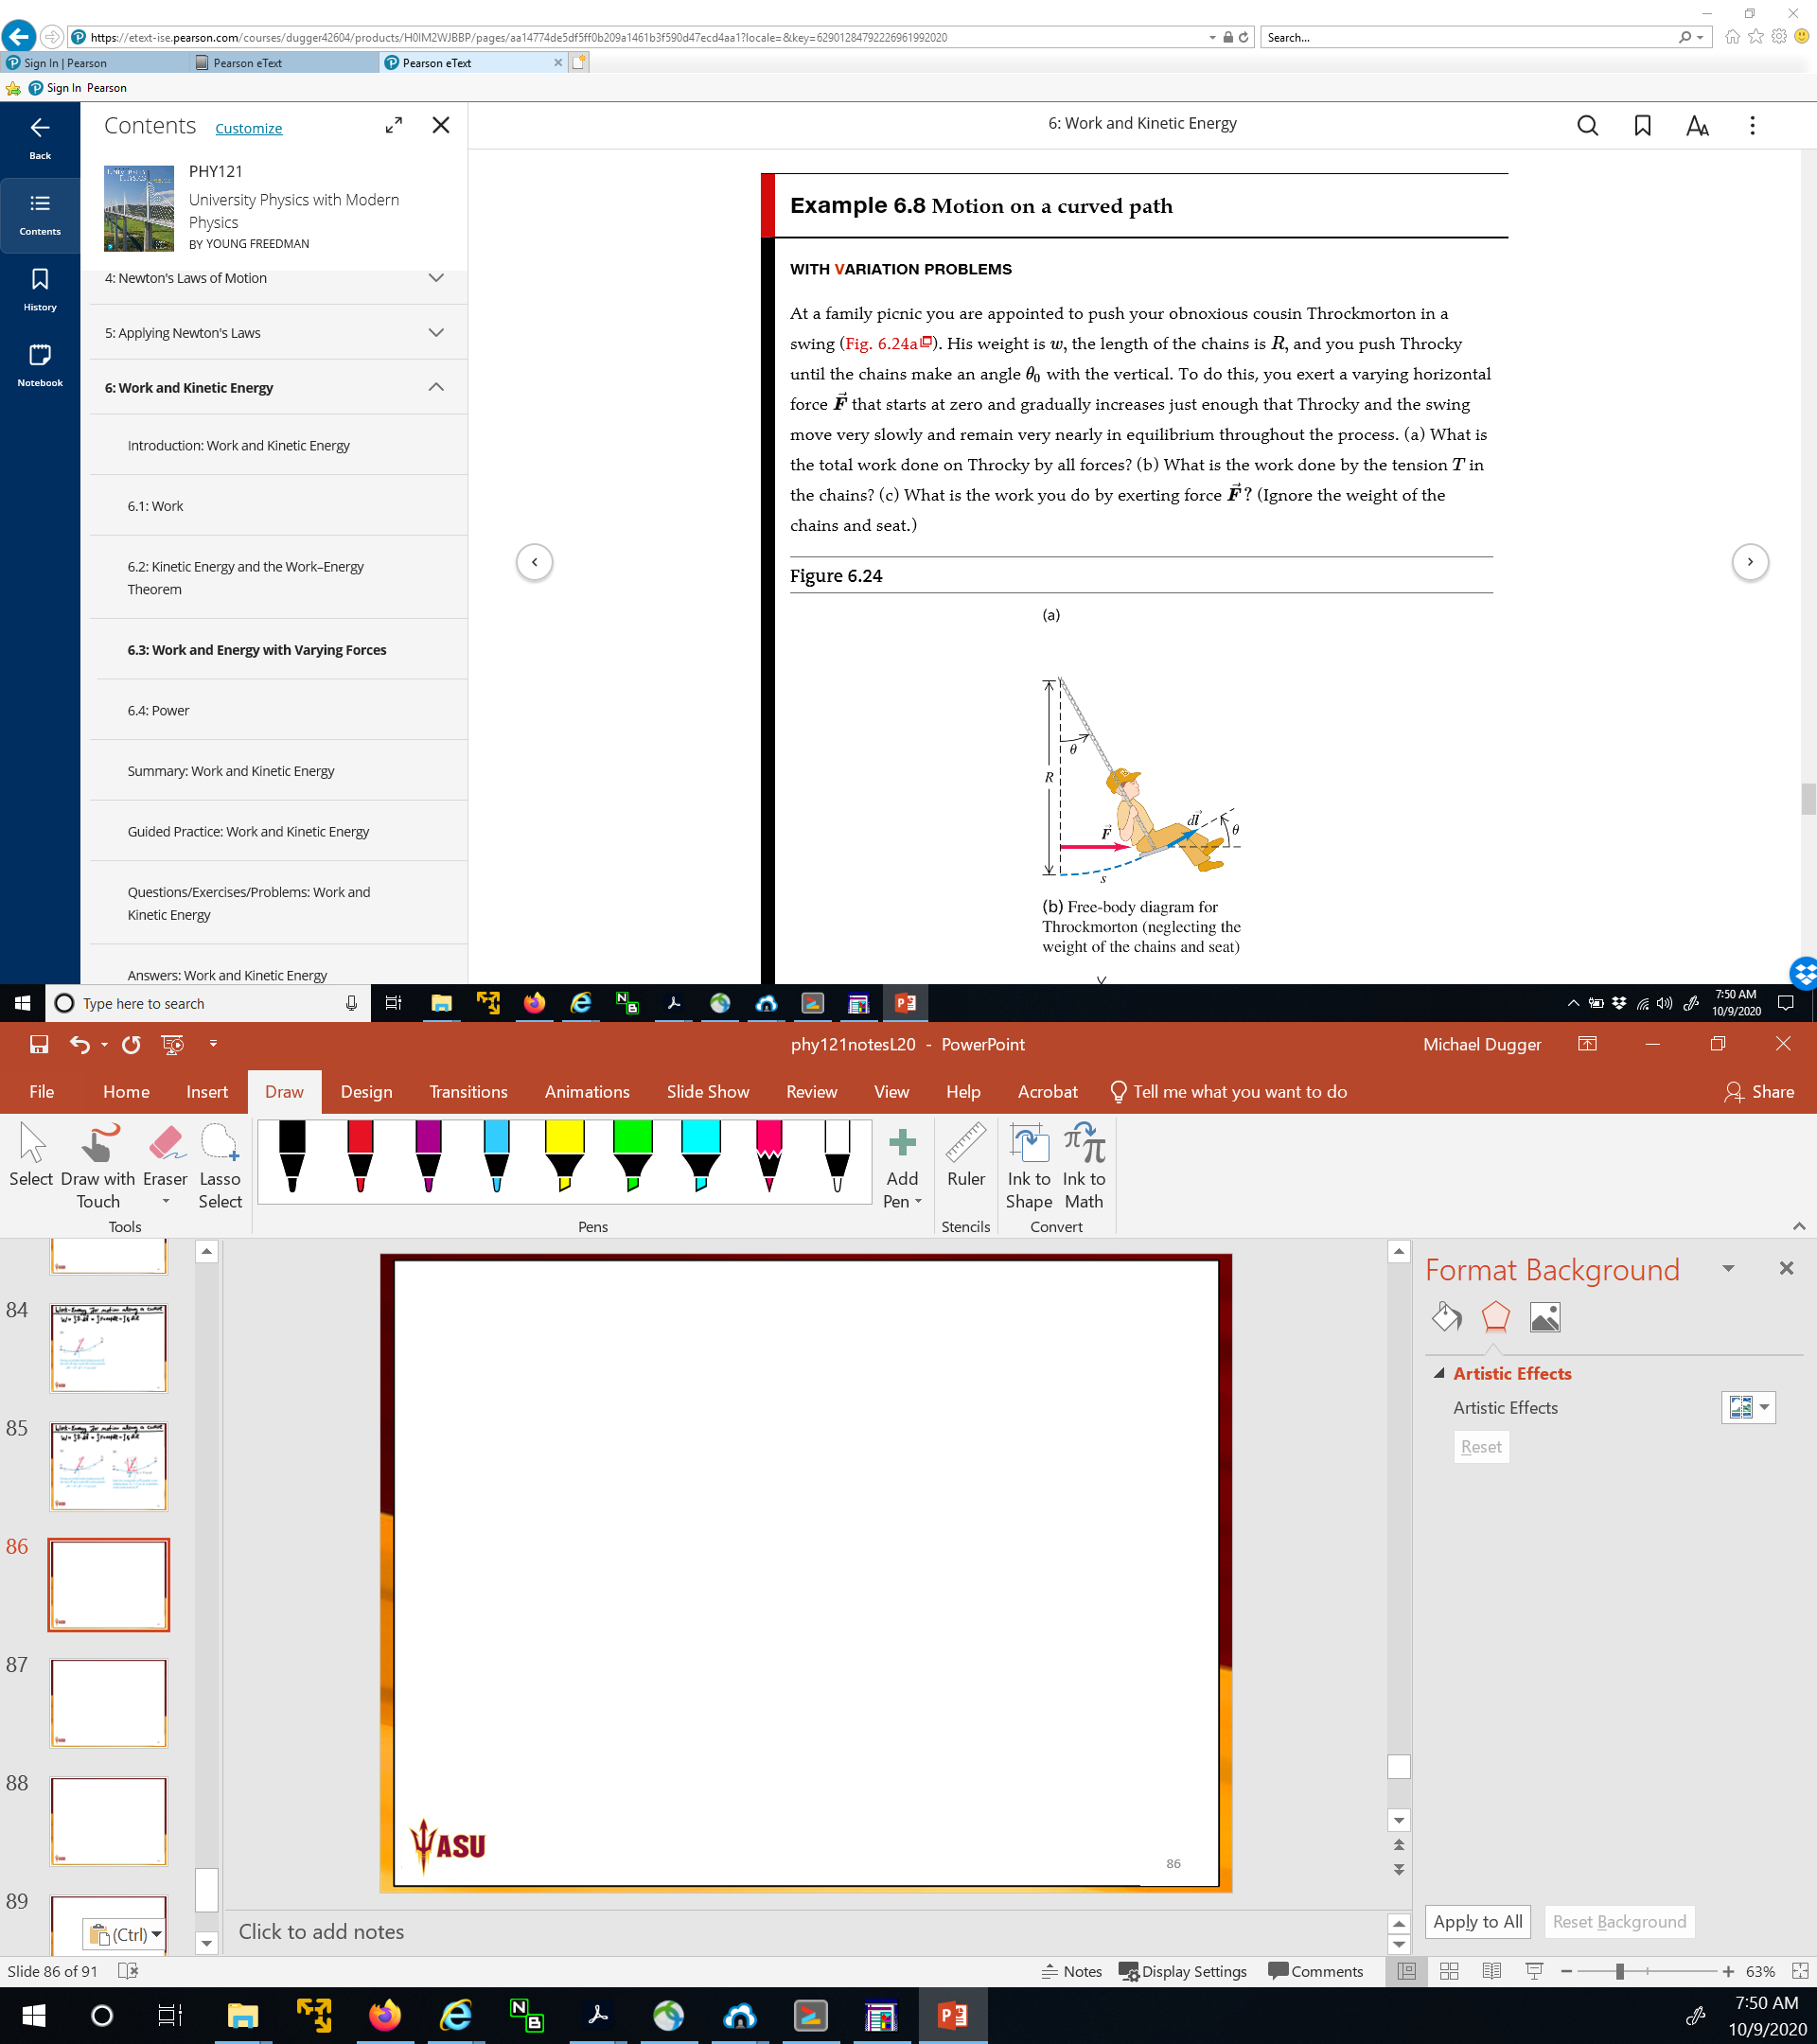 https://etext-ise.pearson.com/courses/dugger42604/products/H0IM2WJBBP/pages/aa14774de5df5ff0b209a1461b3f590d47ecd4aa1?locale=&key=62901284792226961992020
Search...
Sign In | Pearson
Pearson eText
Pearson eText
Sign In Pearson
Back
Contents
History
Notebook
Contents Customize
PHY121
University Physics with Modern
Physics
BY YOUNG FREEDMAN
4: Newton's Laws of Motion
5: Applying Newton's Laws
6: Work and Kinetic Energy
Introduction: Work and Kinetic Energy
6.1: Work
6.2: Kinetic Energy and the Work–Energy
Theorem
6.3: Work and Energy with Varying Forces
6.4: Power
Summary: Work and Kinetic Energy
Guided Practice: Work and Kinetic Energy
Questions/Exercises/Problems: Work and
Kinetic Energy
Answers: Work and Kinetic Energy
6: Work and Kinetic Energy
Example 6.8 Motion on a curved path
WITH VARIATION PROBLEMS
At a family picnic you are appointed to push your obnoxious cousin Throckmorton in a
swing (Fig. 6.24a). His weight is w, the length of the chains is R, and you push Throcky
until the chains make an angle θ₀ with the vertical. To do this, you exert a varying horizontal
force F⃗ that starts at zero and gradually increases just enough that Throcky and the swing
move very slowly and remain very nearly in equilibrium throughout the process. (a) What is
the total work done on Throcky by all forces? (b) What is the work done by the tension T in
the chains? (c) What is the work you do by exerting force F⃗? (Ignore the weight of the
chains and seat.)
Figure 6.24
(a)
θ
R
F⃗
dl⃗
θ
s
(b) Free-body diagram for
Throckmorton (neglecting the
weight of the chains and seat)
y
Type here to search
7:50 AM
10/9/2020
phy121notesL20 - PowerPoint
Michael Dugger
File Home Insert Draw Design Transitions Animations Slide Show Review View Help Acrobat Tell me what you want to do Share
Select
Draw with
Touch
Eraser
Lasso
Select
Add
Pen
Ruler
Ink to
Shape
Ink to
Math
Tools
Pens
Stencils
Convert
84
Work-Energy for motion along a curve
85
Work-Energy for motion along a curve
86
87
88
89
(Ctrl)
ASU
86
Click to add notes
Format Background
Artistic Effects
Artistic Effects
Reset
Apply to All
Reset Background
Slide 86 of 91
Notes
Display Settings
Comments
63%
7:50 AM
10/9/2020